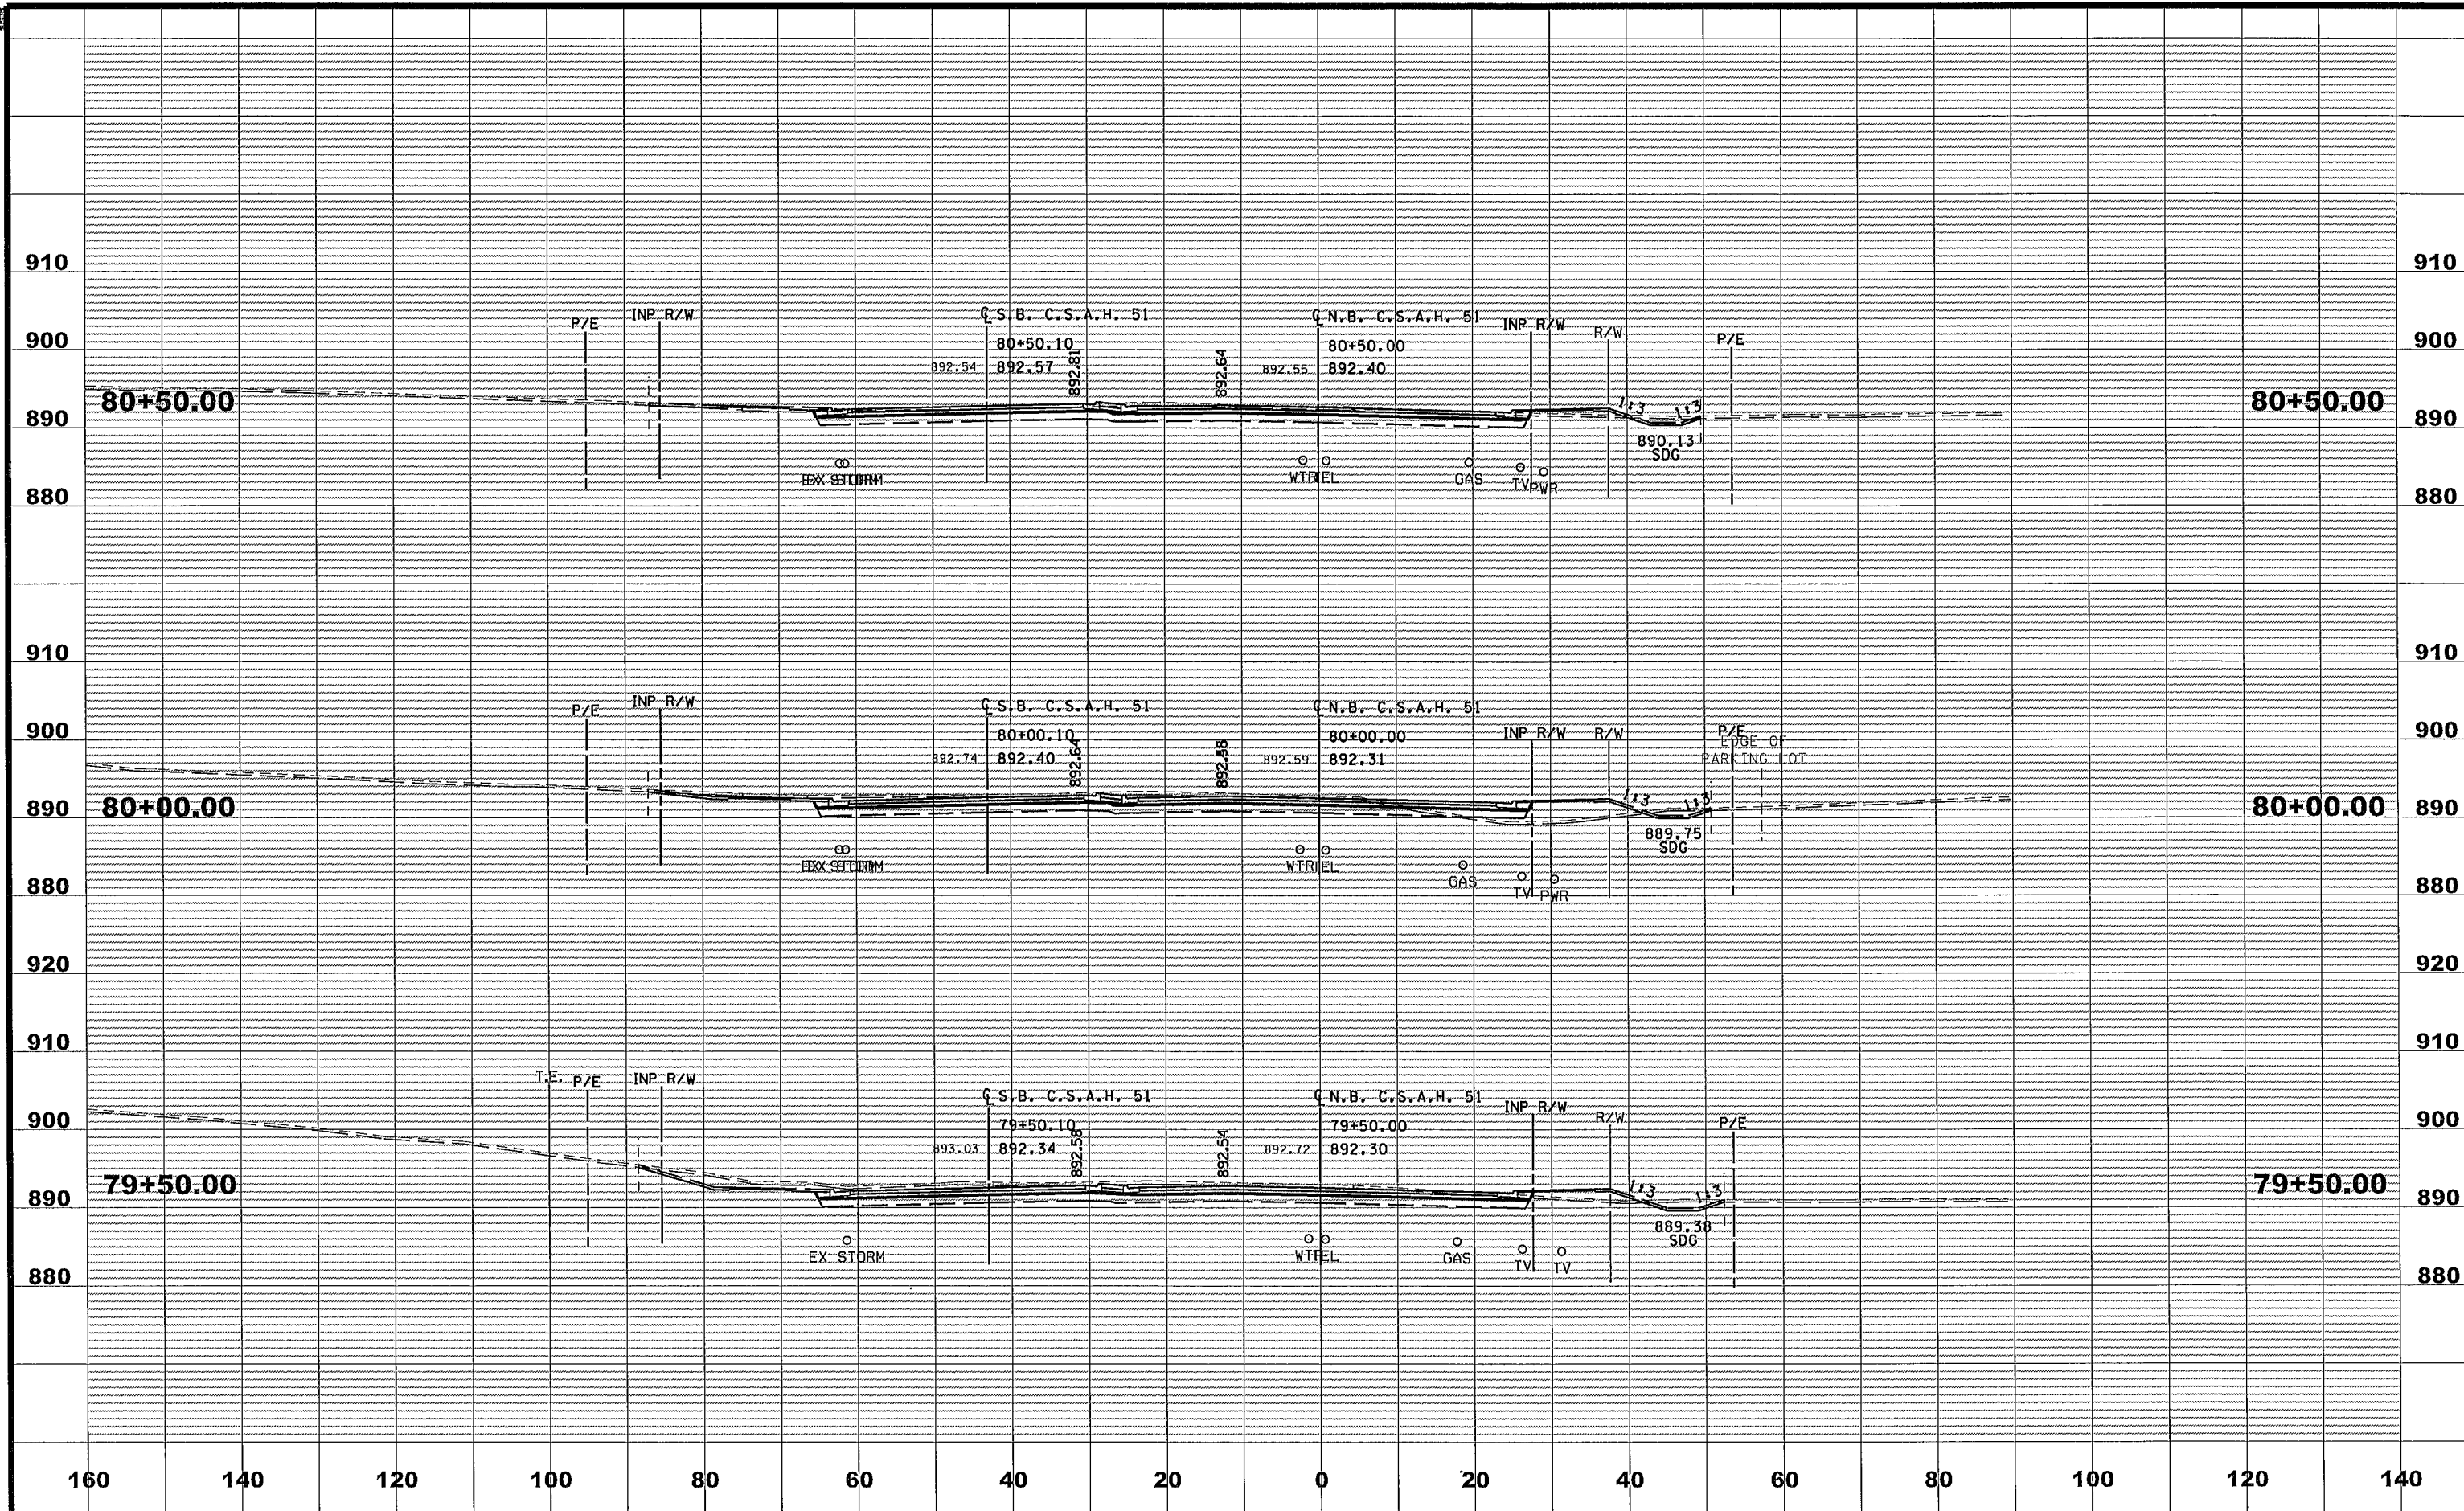 910 910
INP R/W ℄ S.B. C.S.A.H. 51 ℄ N.B. C.S.A.H. 51
P/E INP R/W R/W P/E
900 80+50.10 80+50.00 900
892.54 892.57 892.81 892.64 892.55 892.40
80+50.00 1:3 1:3 80+50.00
890 890
890.13
SDG
EX STORM WTR TEL GAS TV PWR
880 880
910 910
INP R/W ℄ S.B. C.S.A.H. 51 ℄ N.B. C.S.A.H. 51
P/E INP R/W R/W P/E
900 80+00.10 80+00.00 EDGE OF 900
892.74 892.40 892.64 892.59 892.31 PARKING LOT
80+00.00 1:3 1:3 80+00.00
890 890
889.75
SDG
EX STORM WTR TEL GAS TV PWR
880 880
920 920
910 910
T.E. P/E INP R/W ℄ S.B. C.S.A.H. 51 ℄ N.B. C.S.A.H. 51
INP R/W R/W P/E
900 79+50.10 79+50.00 900
893.03 892.34 892.58 892.54 892.72 892.30
79+50.00 1:3 1:3 79+50.00
890 890
889.38
SDG
EX STORM TEL GAS TV TV
880 880
160 140 120 100 80 60 40 20 0 20 40 60 80 100 120 140